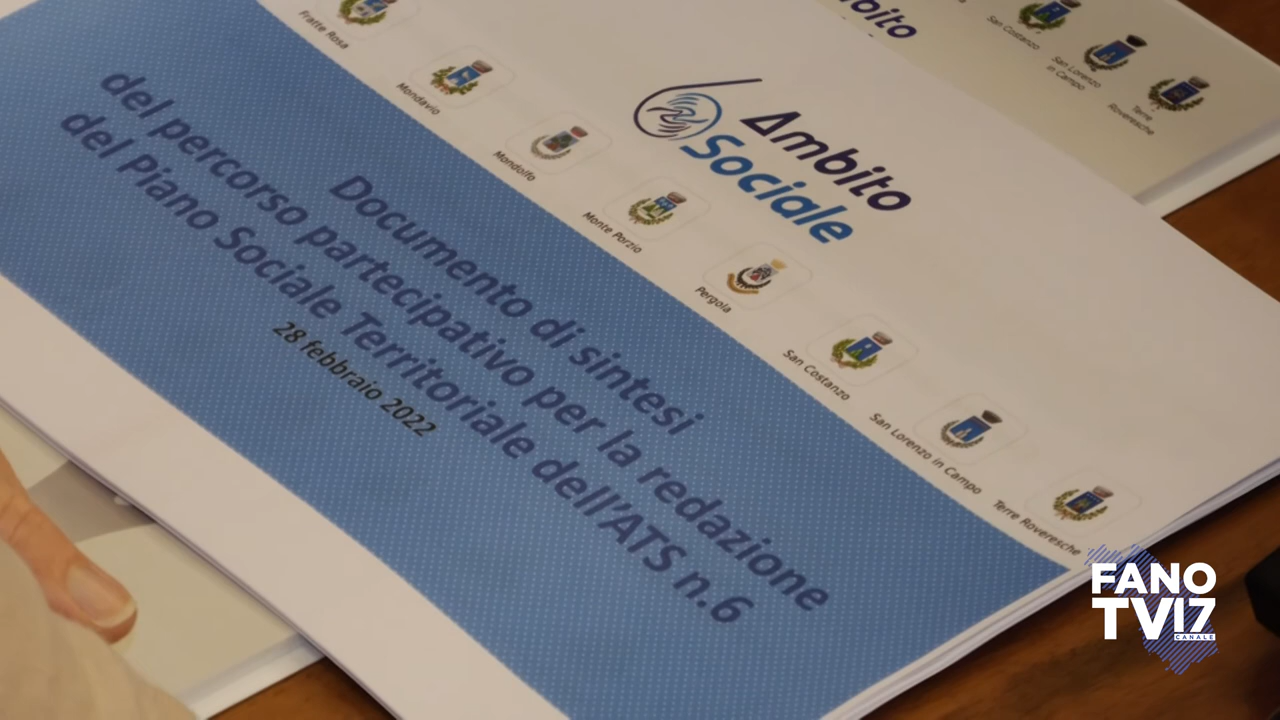 Ambito
Sociale
Fratte Rosa
Mondavio
Mondolfo
Monte Porzio
Pergola
San Costanzo
San Lorenzo in Campo
Terre Roveresche
Documento di sintesi
del percorso partecipativo per la redazione
del Piano Sociale Territoriale dell'ATS n.6
28 febbraio 2022
San Costanzo
San Lorenzo
in Campo
Terre
Roveresche
FANO
TV17
CANALE